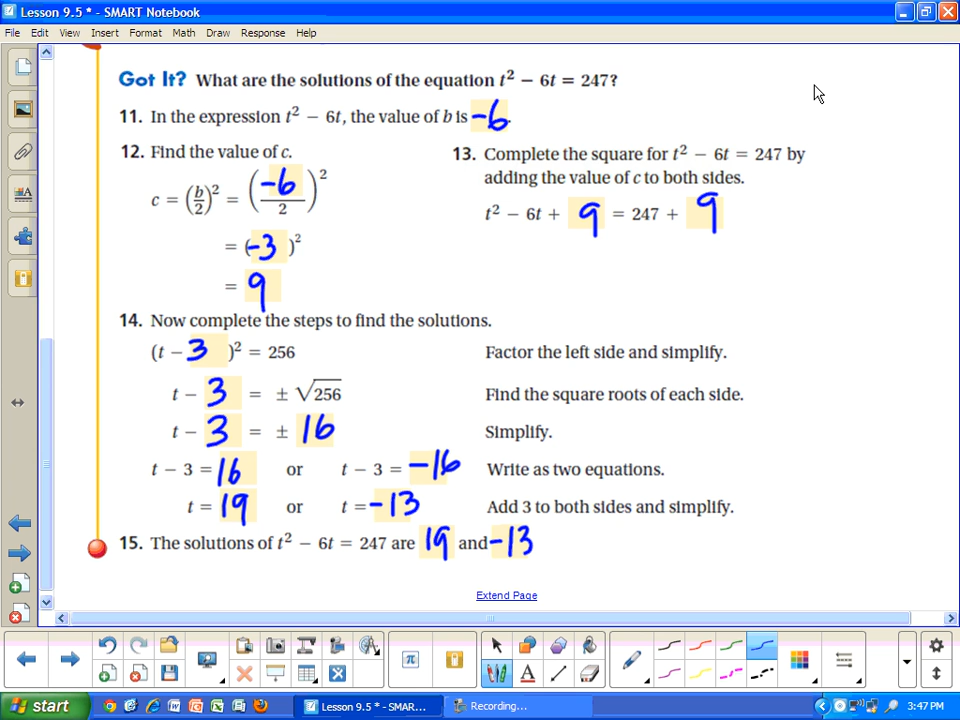 Lesson 9.5 * - SMART Notebook
File Edit View Insert Format Math Draw Response Help
Got It? What are the solutions of the equation t² − 6t = 247?
11. In the expression t² − 6t, the value of b is -6.
12. Find the value of c.
c = (b/2)² = (-6/2)²
= (-3)²
= 9
13. Complete the square for t² − 6t = 247 by
adding the value of c to both sides.
t² − 6t + 9 = 247 + 9
14. Now complete the steps to find the solutions.
(t − 3)² = 256 Factor the left side and simplify.
t − 3 = ± √256 Find the square roots of each side.
t − 3 = ± 16 Simplify.
t − 3 = 16 or t − 3 = -16 Write as two equations.
t = 19 or t = -13 Add 3 to both sides and simplify.
15. The solutions of t² − 6t = 247 are 19 and -13
Extend Page
start Lesson 9.5 * - SMAR... Recording... 3:47 PM